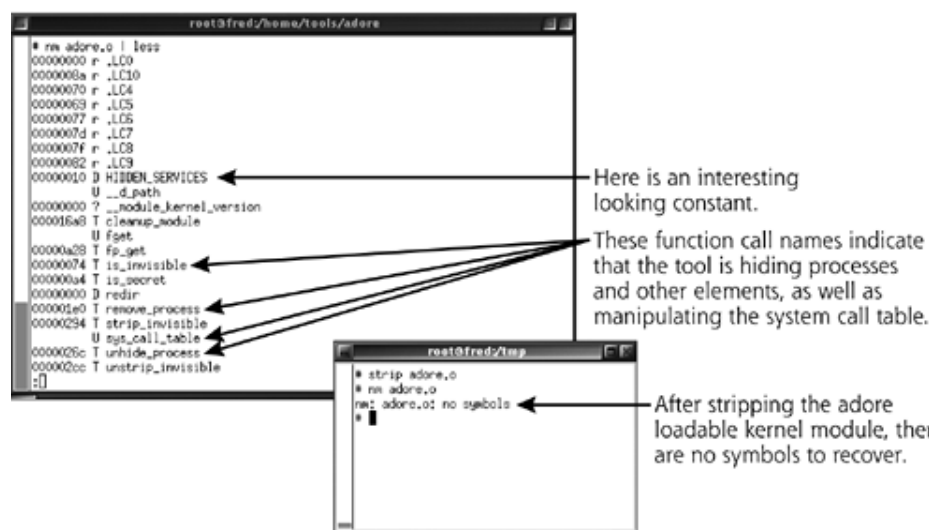 root@fred:/home/tools/adore
# nm adore.o | less
00000000 r .LC0
0000008a r .LC10
00000070 r .LC4
00000069 r .LC5
00000077 r .LC6
0000007d r .LC7
0000007f r .LC8
00000082 r .LC9
00000010 D HIDDEN_SERVICES
U __d_path
00000000 ? __module_kernel_version
000016a8 T cleanup_module
U fget
00000a28 T fp_get
00000074 T is_invisible
000000a4 T is_secret
00000000 D redir
000001e0 T remove_process
00000294 T strip_invisible
U sys_call_table
0000026c T unhide_process
000002cc T unstrip_invisible
:
Here is an interesting
looking constant.
These function call names indicate
that the tool is hiding processes
and other elements, as well as
manipulating the system call table.
root@fred:/tmp
# strip adore.o
# nm adore.o
nm: adore.o: no symbols
#
After stripping the adore
loadable kernel module, ther
are no symbols to recover.